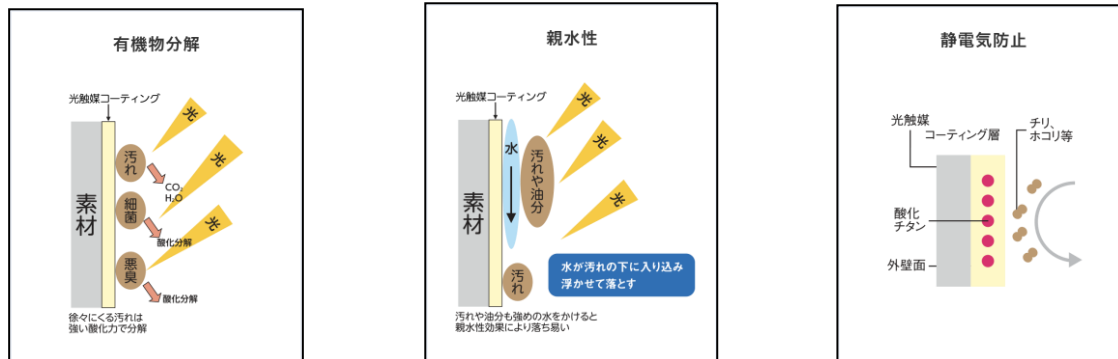 有機物分解
光触媒コーティング
光
光
光
素材
汚れ
CO₂
H₂O
細菌
酸化分解
悪臭
酸化分解
徐々にくる汚れは
強い酸化力で分解
親水性
光触媒コーティング
光
光
光
水
汚れや油分
素材
汚れ
水が汚れの下に入り込み
浮かせて落とす
汚れや油分も強めの水をかけると
親水性効果により落ち易い
静電気防止
光触媒
コーティング層
チリ、
ホコリ等
酸化
チタン
外壁面